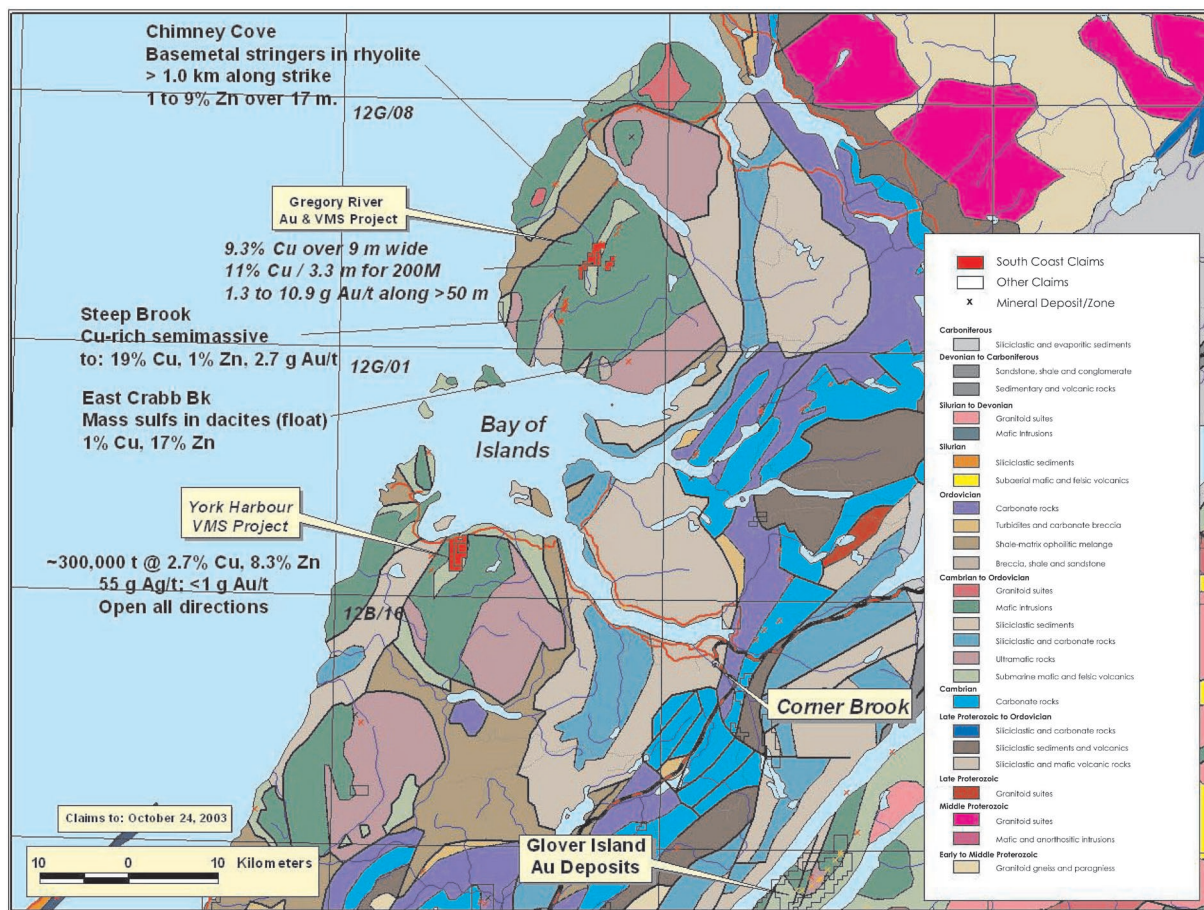 Chimney Cove
Basemetal stringers in rhyolite
> 1.0 km along strike
1 to 9% Zn over 17 m.
12G/08
Gregory River
Au & VMS Project
9.3% Cu over 9 m wide
11% Cu / 3.3 m for 200M
1.3 to 10.9 g Au/t along >50 m
Steep Brook
Cu-rich semimassive
to: 19% Cu, 1% Zn, 2.7 g Au/t
12G/01
East Crabb Bk
Mass sulfs in dacites (float)
1% Cu, 17% Zn
Bay of
Islands
York Harbour
VMS Project
~300,000 t @ 2.7% Cu, 8.3% Zn
55 g Ag/t; <1 g Au/t
Open all directions
12B/16
Corner Brook
Claims to: October 24, 2003
10 0 10 Kilometers
Glover Island
Au Deposits
South Coast Claims
Other Claims
x Mineral Deposit/Zone
Carboniferous
Siliciclastic and evaporitic sediments
Devonian to Carboniferous
Sandstone, shale and conglomerate
Sedimentary and volcanic rocks
Silurian to Devonian
Granitoid suites
Mafic Intrusions
Silurian
Siliciclastic sediments
Subaerial mafic and felsic volcanics
Ordovician
Carbonate rocks
Turbidites and carbonate breccia
Shale-matrix ophiolitic melange
Breccia, shale and sandstone
Cambrian to Ordovician
Granitoid suites
Mafic intrusions
Siliciclastic sediments
Siliciclastic and carbonate rocks
Ultramafic rocks
Submarine mafic and felsic volcanics
Cambrian
Carbonate rocks
Late Proterozoic to Ordovician
Siliciclastic and carbonate rocks
Siliciclastic sediments and volcanics
Siliciclastic and mafic volcanic rocks
Late Proterozoic
Granitoid suites
Middle Proterozoic
Granitoid suites
Mafic and anorthositic intrusions
Early to Middle Proterozoic
Granitoid gneiss and paragniess